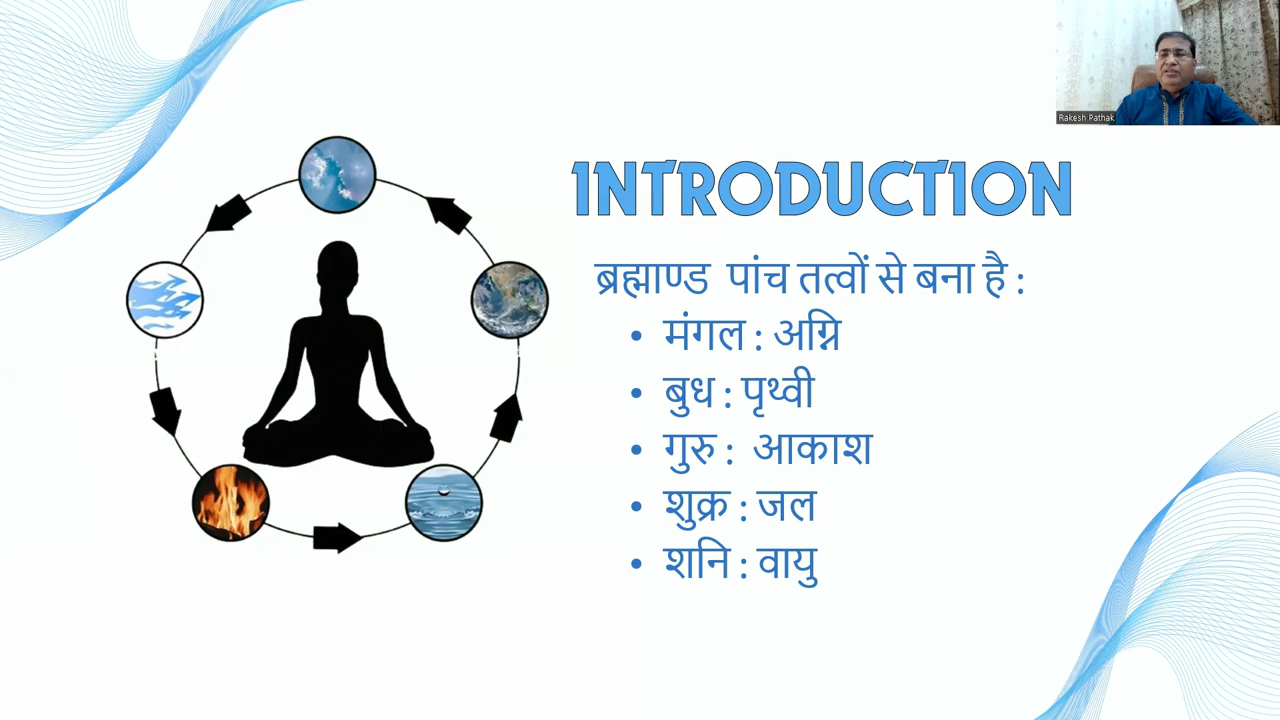 Rakesh Pathak
INTRODUCTION
ब्रह्माण्ड पांच तत्वों से बना है :
• मंगल : अग्नि
• बुध : पृथ्वी
• गुरु : आकाश
• शुक्र : जल
• शनि : वायु